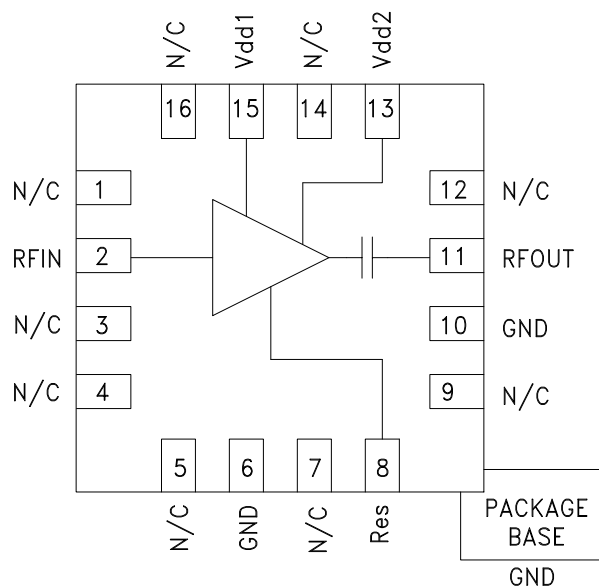 N/C
Vdd1
N/C
Vdd2
16
15
14
13
N/C 1
12 N/C
RFIN 2
11 RFOUT
N/C 3
10 GND
N/C 4
9 N/C
5
6
7
8
N/C
GND
N/C
Res
PACKAGE
BASE
GND